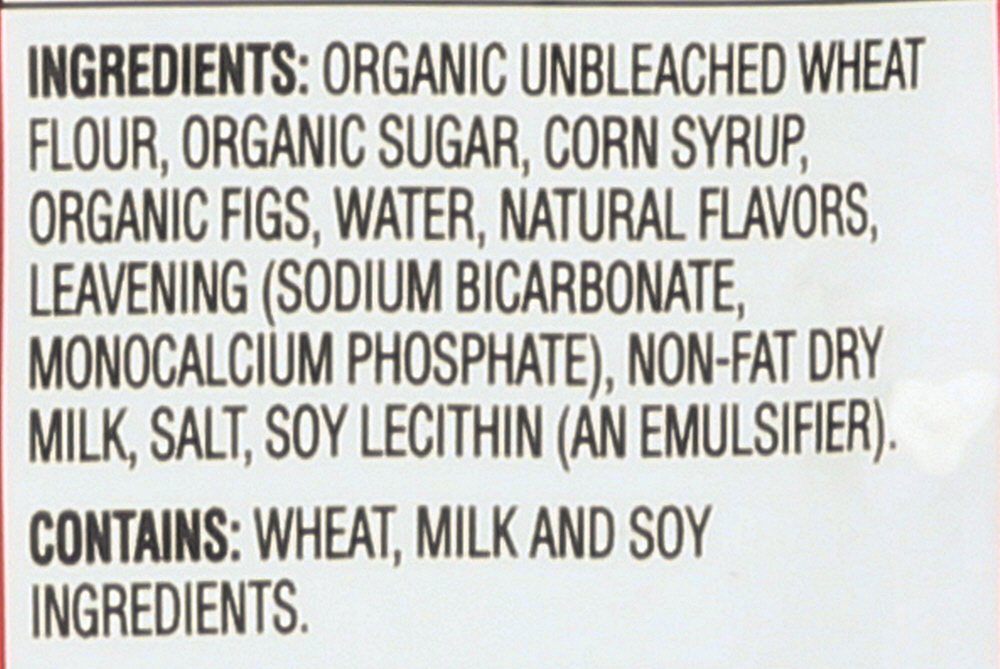 INGREDIENTS: ORGANIC UNBLEACHED WHEAT
FLOUR, ORGANIC SUGAR, CORN SYRUP,
ORGANIC FIGS, WATER, NATURAL FLAVORS,
LEAVENING (SODIUM BICARBONATE,
MONOCALCIUM PHOSPHATE), NON-FAT DRY
MILK, SALT, SOY LECITHIN (AN EMULSIFIER).
CONTAINS: WHEAT, MILK AND SOY
INGREDIENTS.